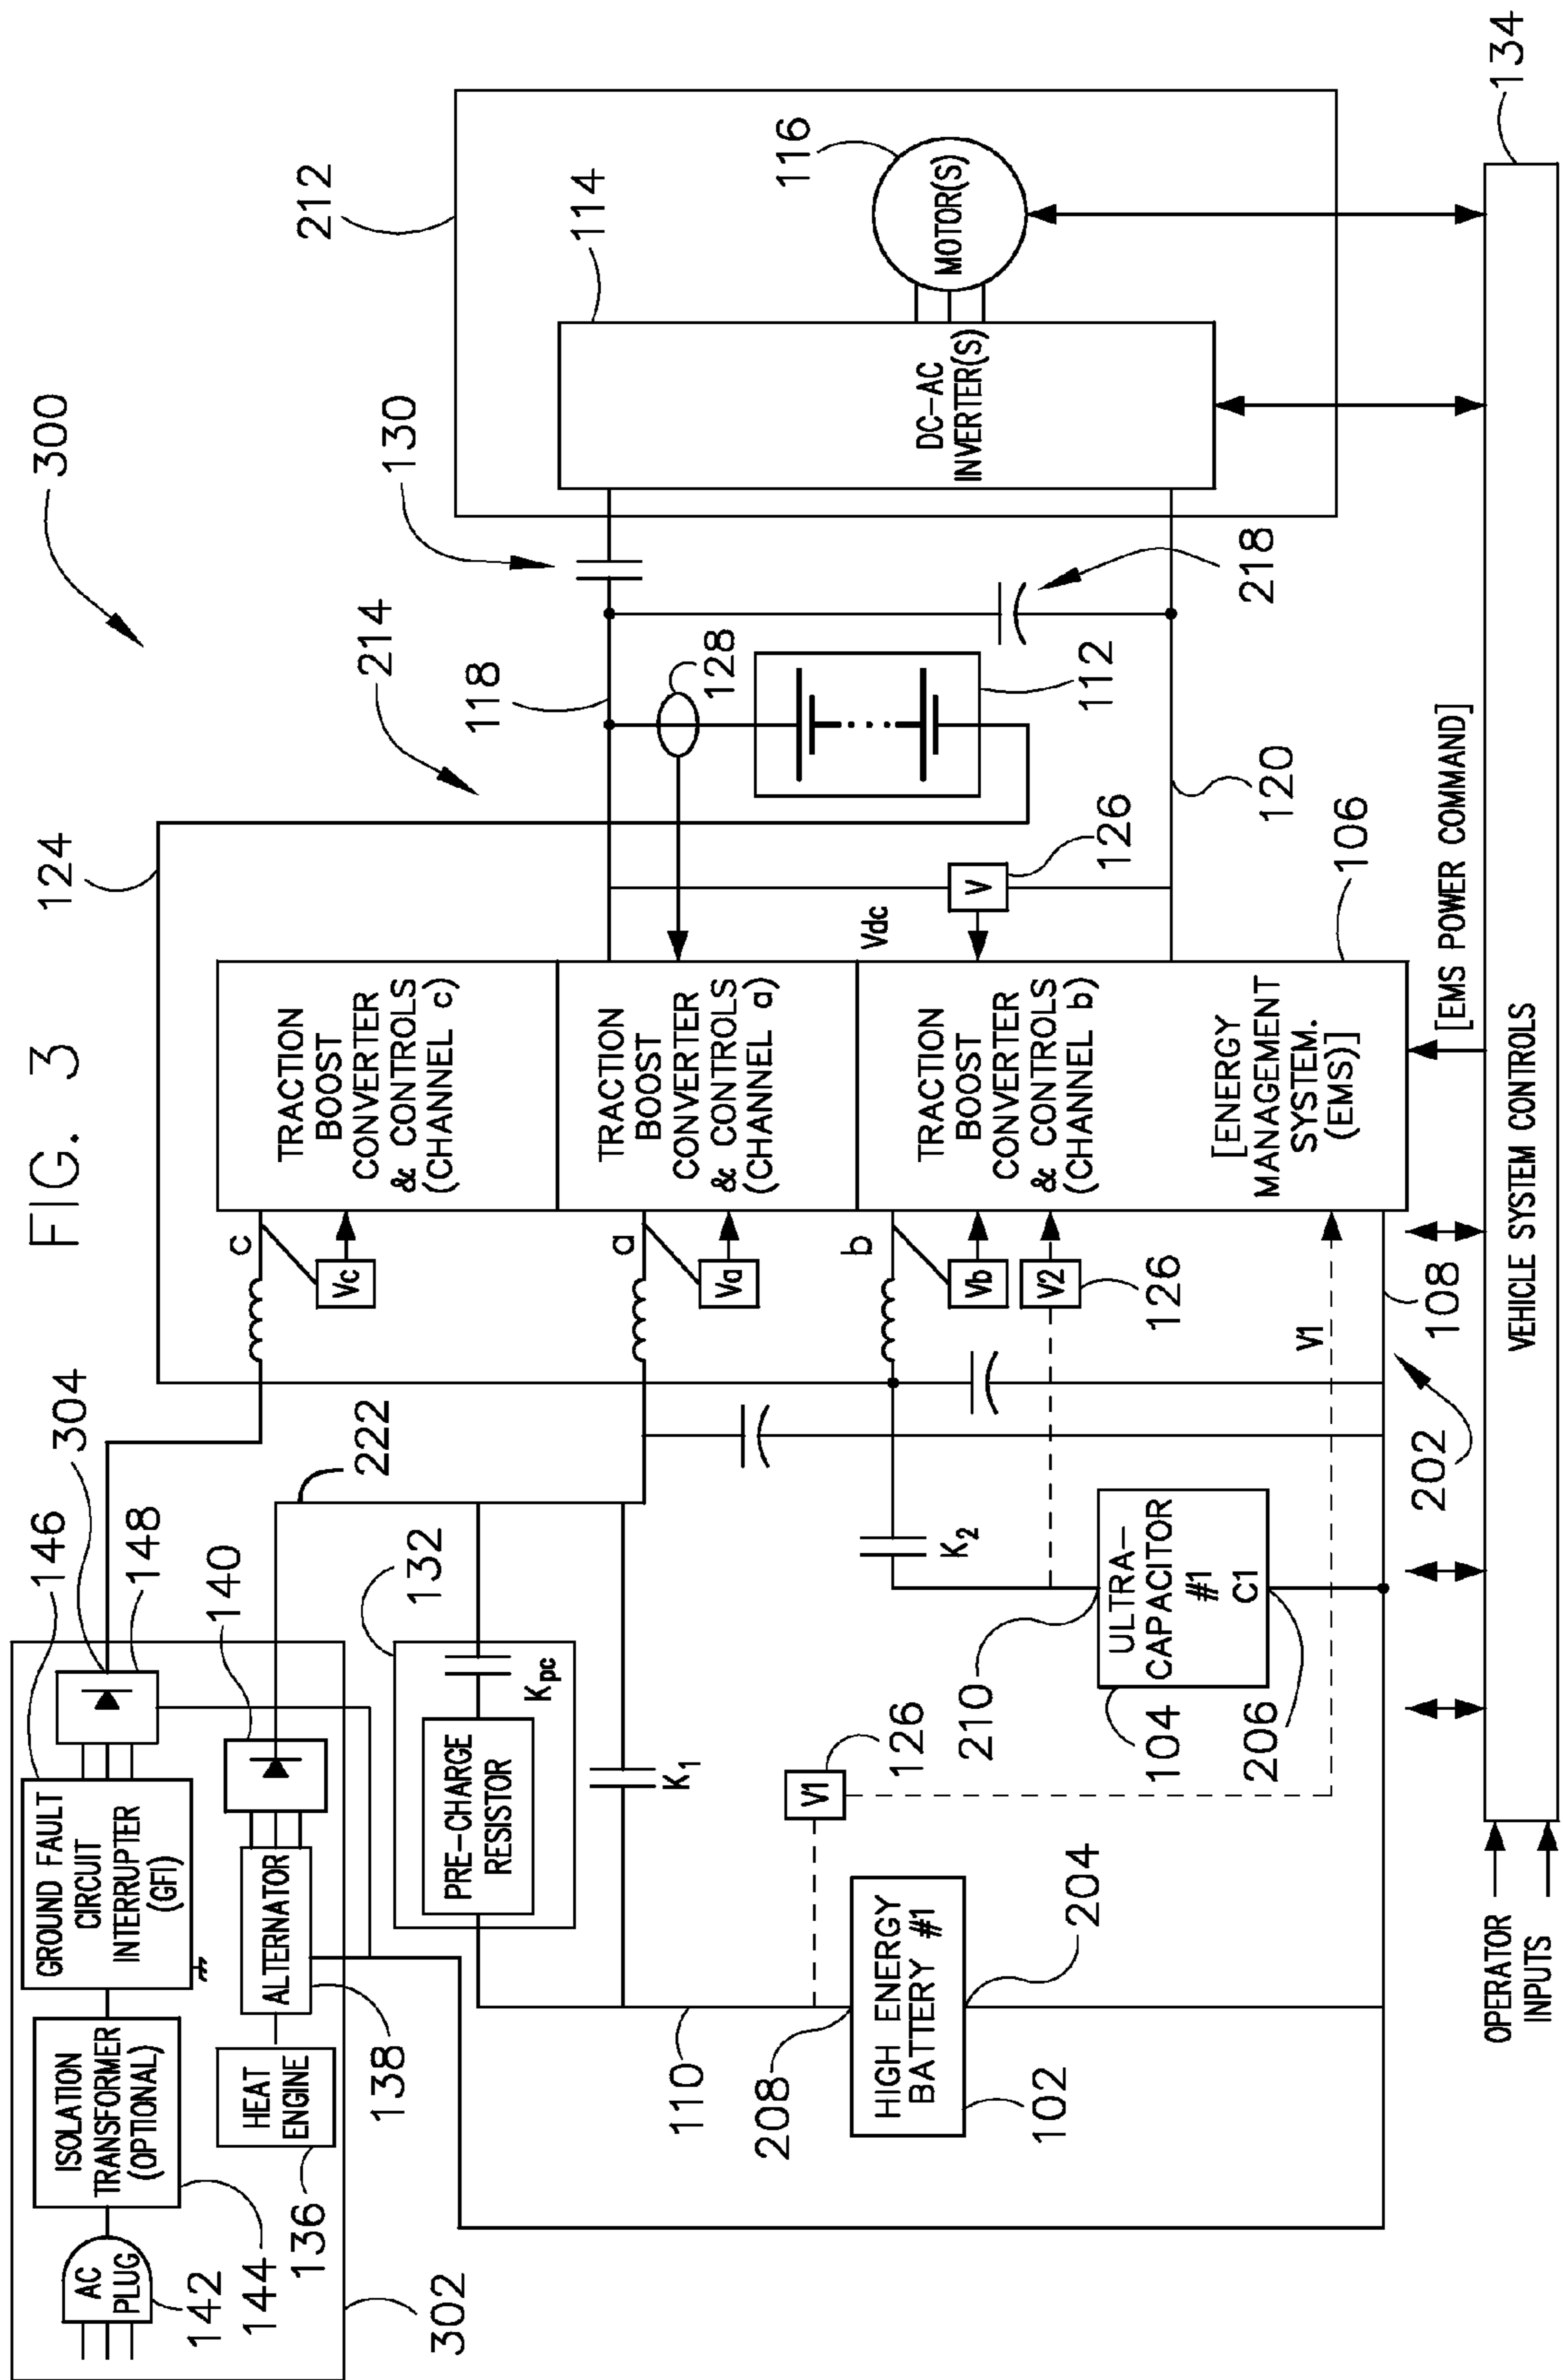 FIG. 3
300
302
AC
PLUG
142
ISOLATION
TRANSFORMER
(OPTIONAL)
144
GROUND FAULT
CIRCUIT
INTERRUPTER
(GFI)
146
148
304
HEAT
ENGINE
136
ALTERNATOR
138
140
222
PRE-CHARGE
RESISTOR
Kpc
132
K1
110
208
HIGH ENERGY
BATTERY #1
102
204
V1
126
210
ULTRA-
CAPACITOR
#1
C1
104
206
K2
202
108
V1
c
Vc
a
Va
b
Vb
V2
126
TRACTION
BOOST
CONVERTER
& CONTROLS
(CHANNEL c)
TRACTION
BOOST
CONVERTER
& CONTROLS
(CHANNEL a)
TRACTION
BOOST
CONVERTER
& CONTROLS
(CHANNEL b)
[ENERGY
MANAGEMENT
SYSTEM.
(EMS)]
106
124
214
118
128
112
Vdc
V
126
120
130
218
212
114
DC-AC
INVERTER(S)
MOTOR(S)
116
[EMS POWER COMMAND]
VEHICLE SYSTEM CONTROLS
134
OPERATOR
INPUTS